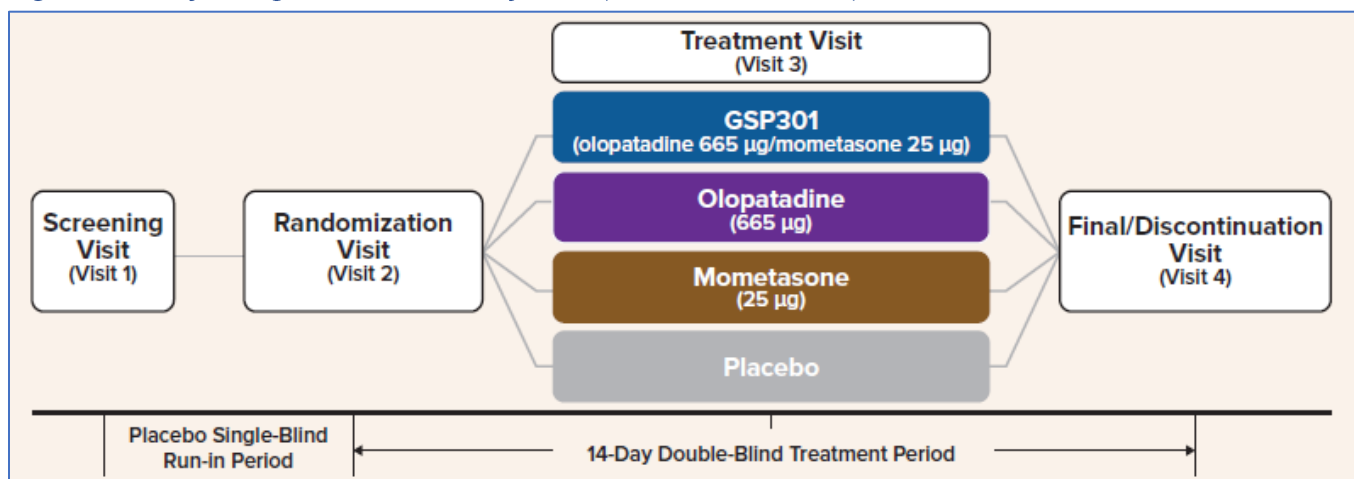 Treatment Visit
(Visit 3)
GSP301
(olopatadine 665 µg/mometasone 25 µg)
Olopatadine
(665 µg)
Mometasone
(25 µg)
Placebo
Screening
Visit
(Visit 1)
Randomization
Visit
(Visit 2)
Final/Discontinuation
Visit
(Visit 4)
Placebo Single-Blind
Run-in Period
14-Day Double-Blind Treatment Period